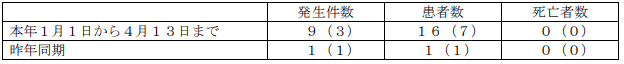 発生件数 患者数 死亡者数
本年１月１日から４月１３日まで ９（３） １６（７） ０（０）
昨年同期 １（１） １（１） ０（０）